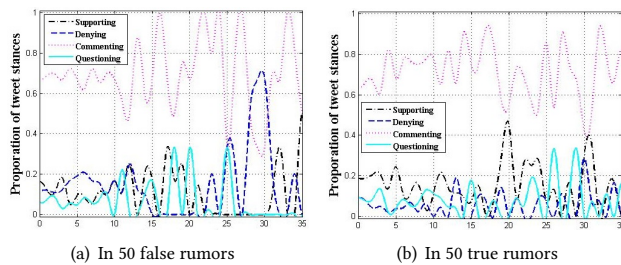 Proporation of tweet stances
1
0.8
0.6
0.4
0.2
0
Supporting
Denying
Commenting
Questioning
0 5 10 15 20 25 30 35
(a) In 50 false rumors
Proporation of tweet stances
1
0.8
0.6
0.4
0.2
0
Supporting
Denying
Commenting
Questioning
0 5 10 15 20 25 30 35
(b) In 50 true rumors